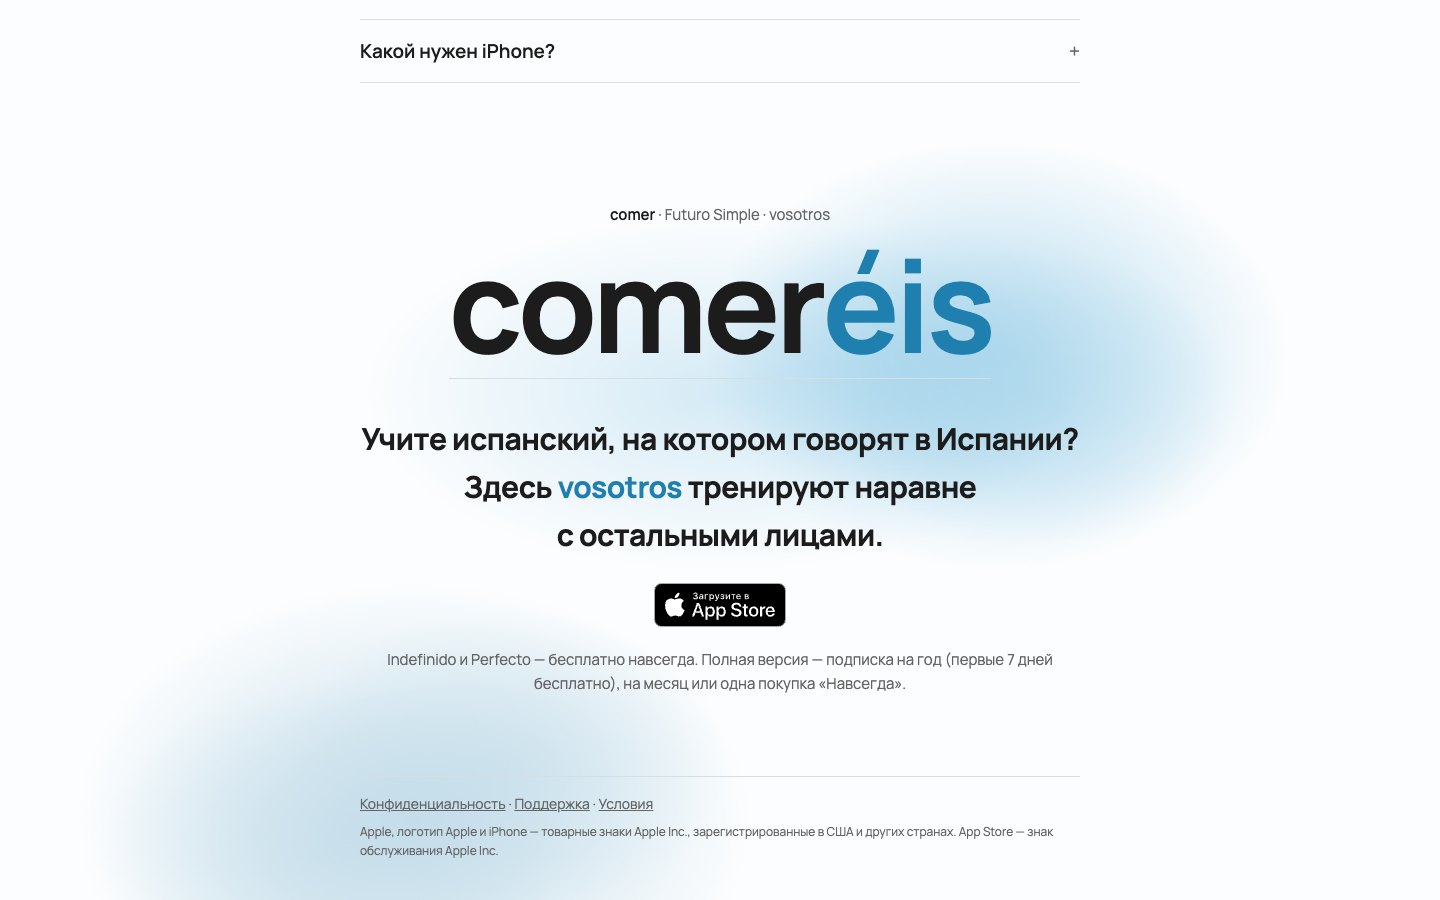 Какой нужен iPhone? +
comer · Futuro Simple · vosotros
comeréis
Учите испанский, на котором говорят в Испании?
Здесь vosotros тренируют наравне
с остальными лицами.
Загрузите в
App Store
Indefinido и Perfecto — бесплатно навсегда. Полная версия — подписка на год (первые 7 дней
бесплатно), на месяц или одна покупка «Навсегда».
Конфиденциальность · Поддержка · Условия
Apple, логотип Apple и iPhone — товарные знаки Apple Inc., зарегистрированные в США и других странах. App Store — знак
обслуживания Apple Inc.